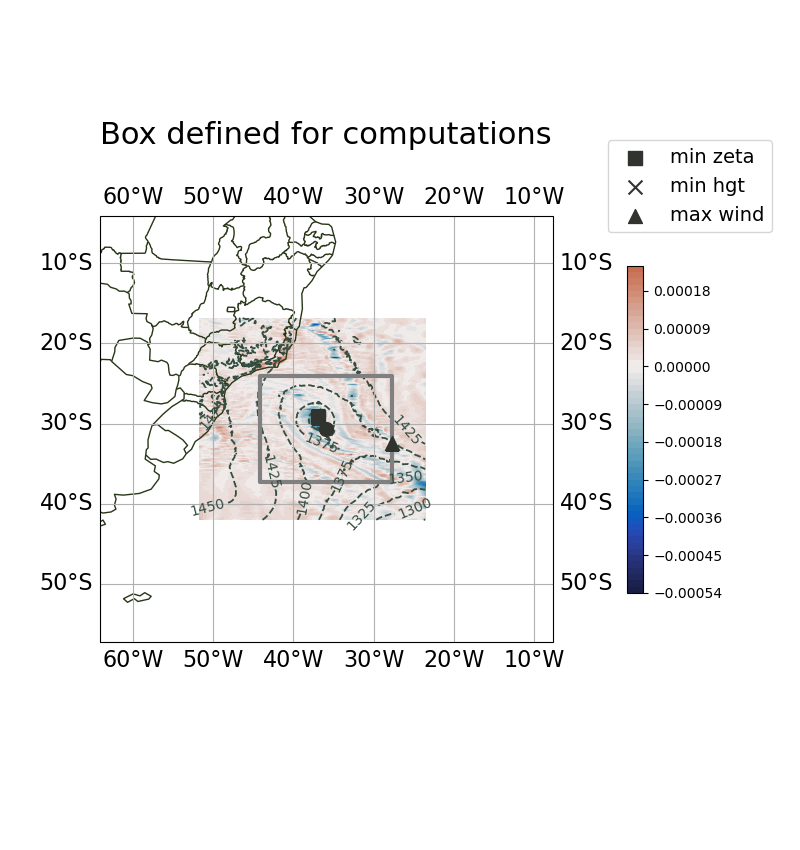 Box defined for computations
min zeta
min hgt
max wind
60°W 50°W 40°W 30°W 20°W 10°W
10°S 10°S
20°S 20°S
30°S 30°S
40°S 40°S
50°S 50°S
60°W 50°W 40°W 30°W 20°W 10°W
1425
1375
1425
1375
1350
1400
1450
1325
1300
0.00018
0.00009
0.00000
−0.00009
−0.00018
−0.00027
−0.00036
−0.00045
−0.00054